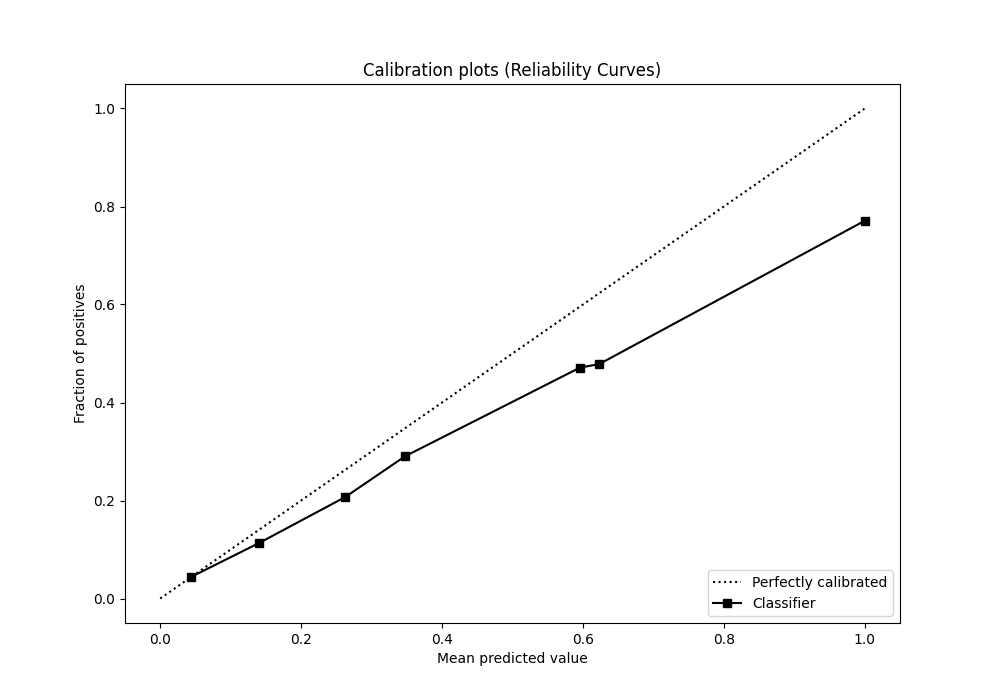 Calibration plots (Reliability Curves)
1.0
0.8
0.6
0.4
0.2
0.0
Fraction of positives
0.0 0.2 0.4 0.6 0.8 1.0
Mean predicted value
Perfectly calibrated
Classifier